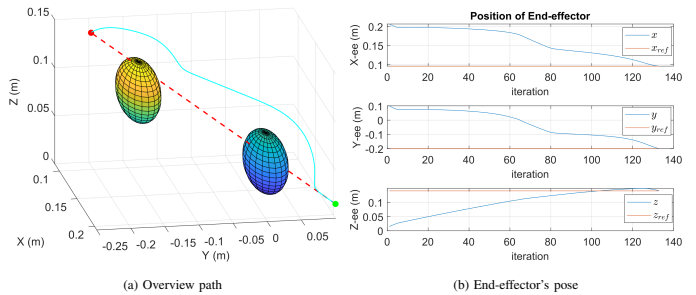 0.15
0.1
0.05
0
Z (m)
0.1
0.15
0.2
X (m)
-0.25
-0.2
-0.15
-0.1
-0.05
0
0.05
Y (m)
(a) Overview path
Position of End-effector
X-ee (m)
0.2
0.15
0.1
x
x_ref
0 20 40 60 80 100 120 140
iteration
Y-ee (m)
0.1
0
-0.1
-0.2
y
y_ref
0 20 40 60 80 100 120 140
iteration
Z-ee (m)
0.1
0.05
0
z
z_ref
0 20 40 60 80 100 120 140
iteration
(b) End-effector's pose